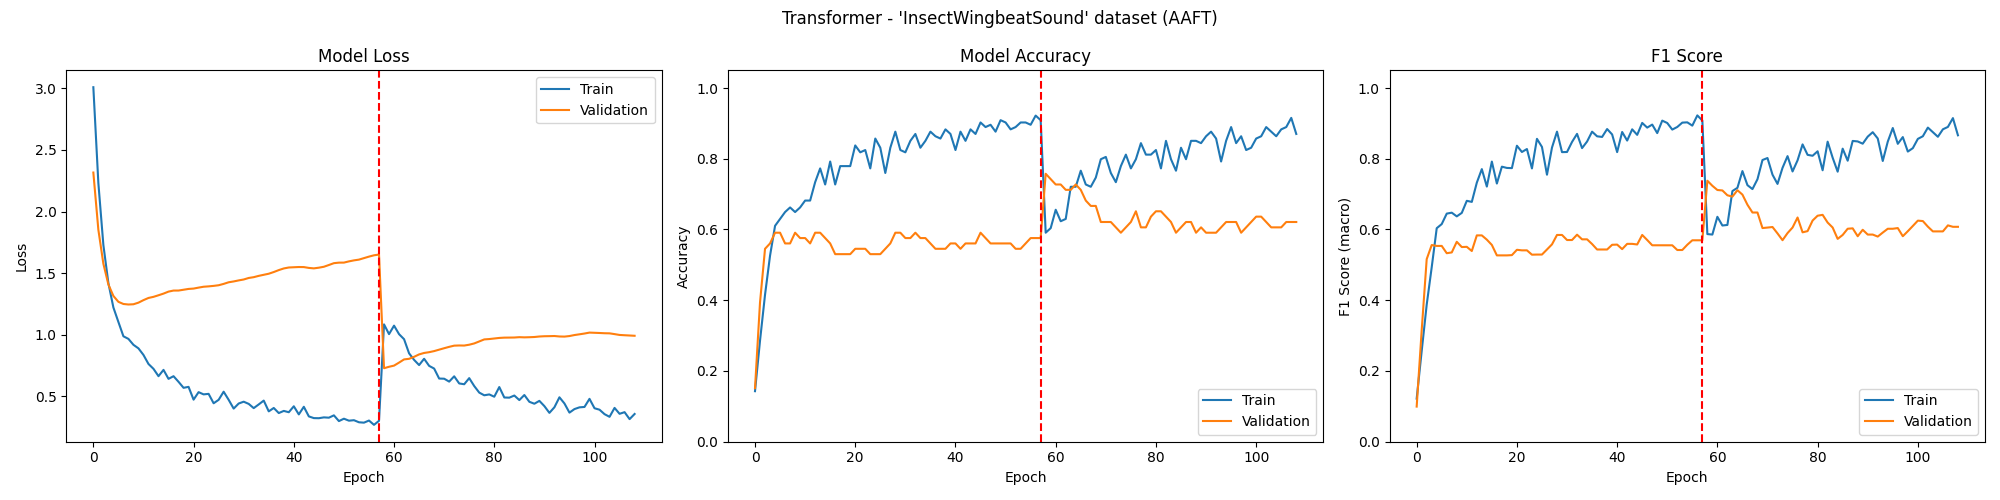 Transformer - 'InsectWingbeatSound' dataset (AAFT)
Model Loss
Loss
3.0
2.5
2.0
1.5
1.0
0.5
0 20 40 60 80 100
Epoch
Train
Validation
Model Accuracy
Accuracy
1.0
0.8
0.6
0.4
0.2
0.0
0 20 40 60 80 100
Epoch
Train
Validation
F1 Score
F1 Score (macro)
1.0
0.8
0.6
0.4
0.2
0.0
0 20 40 60 80 100
Epoch
Train
Validation